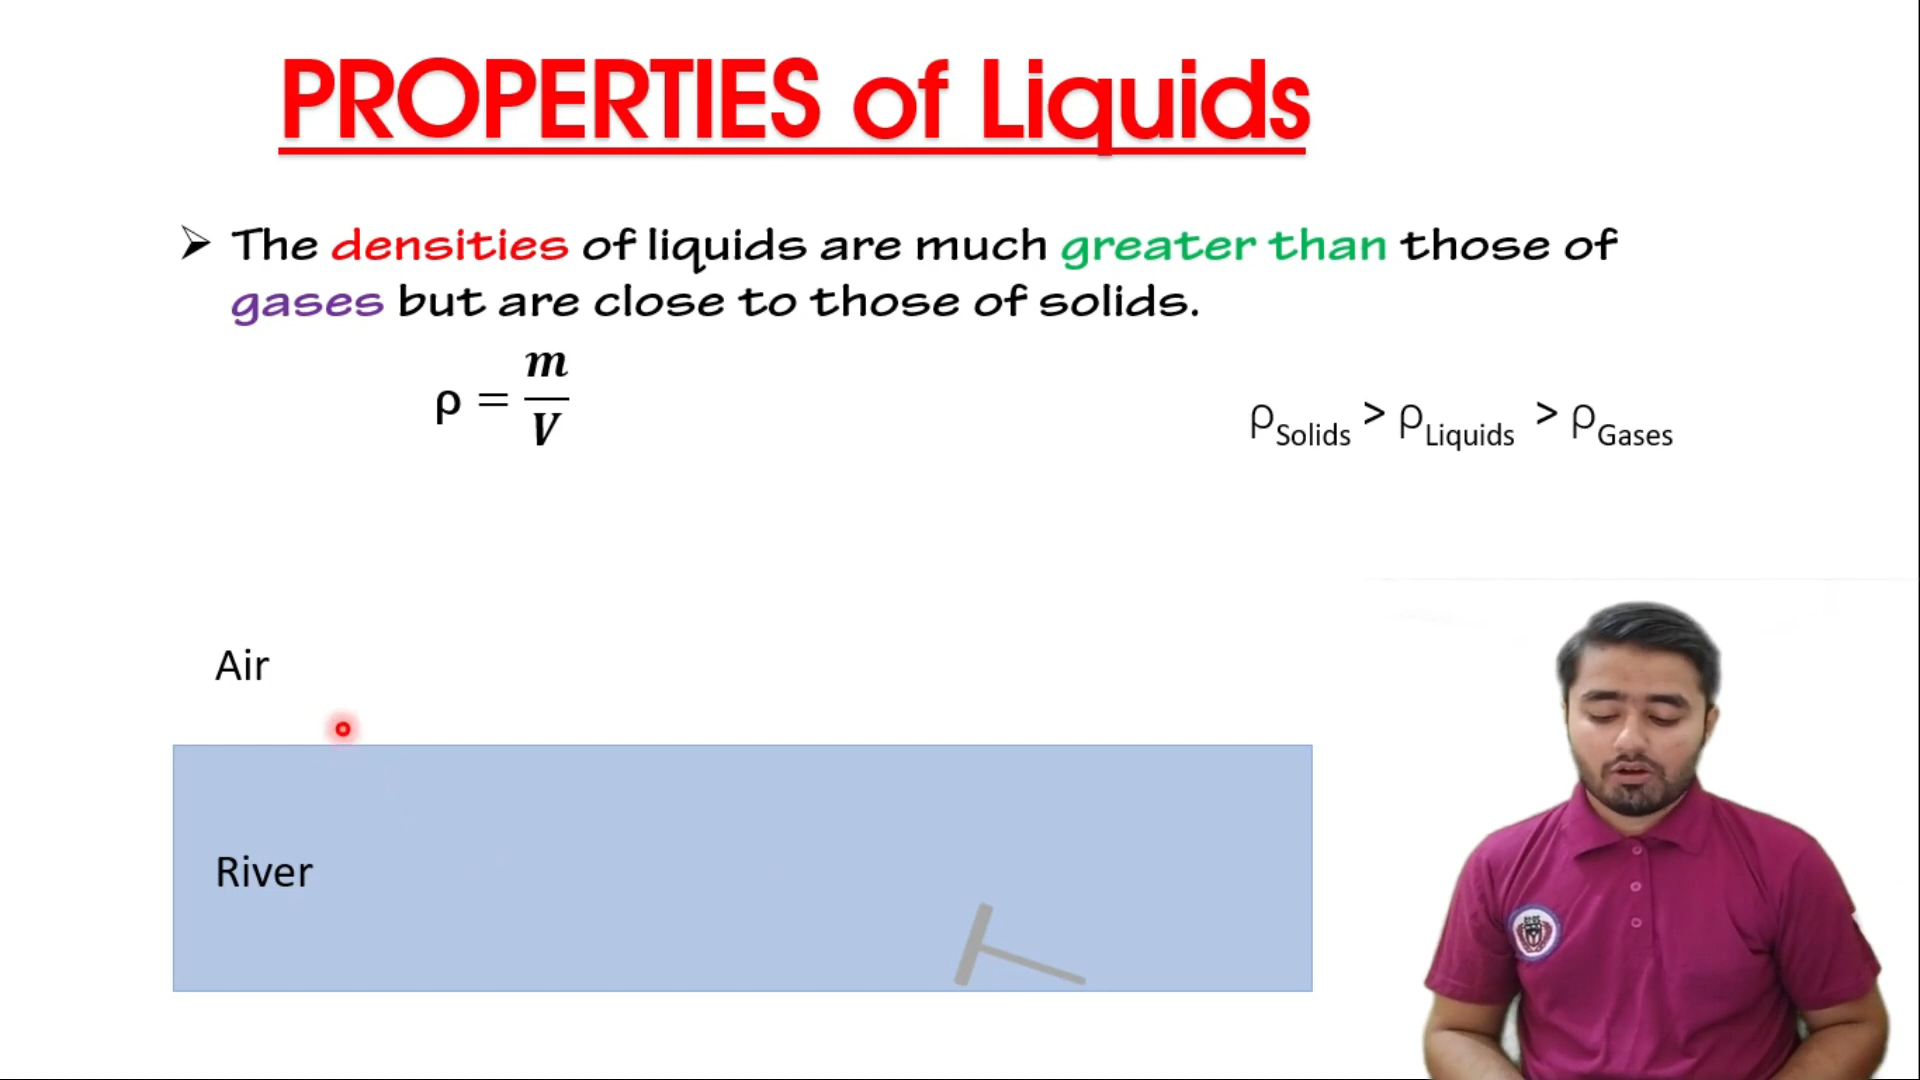 PROPERTIES of Liquids
➢ The densities of liquids are much greater than those of
gases but are close to those of solids.
ρ = m/V
ρSolids > ρLiquids > ρGases
Air
River